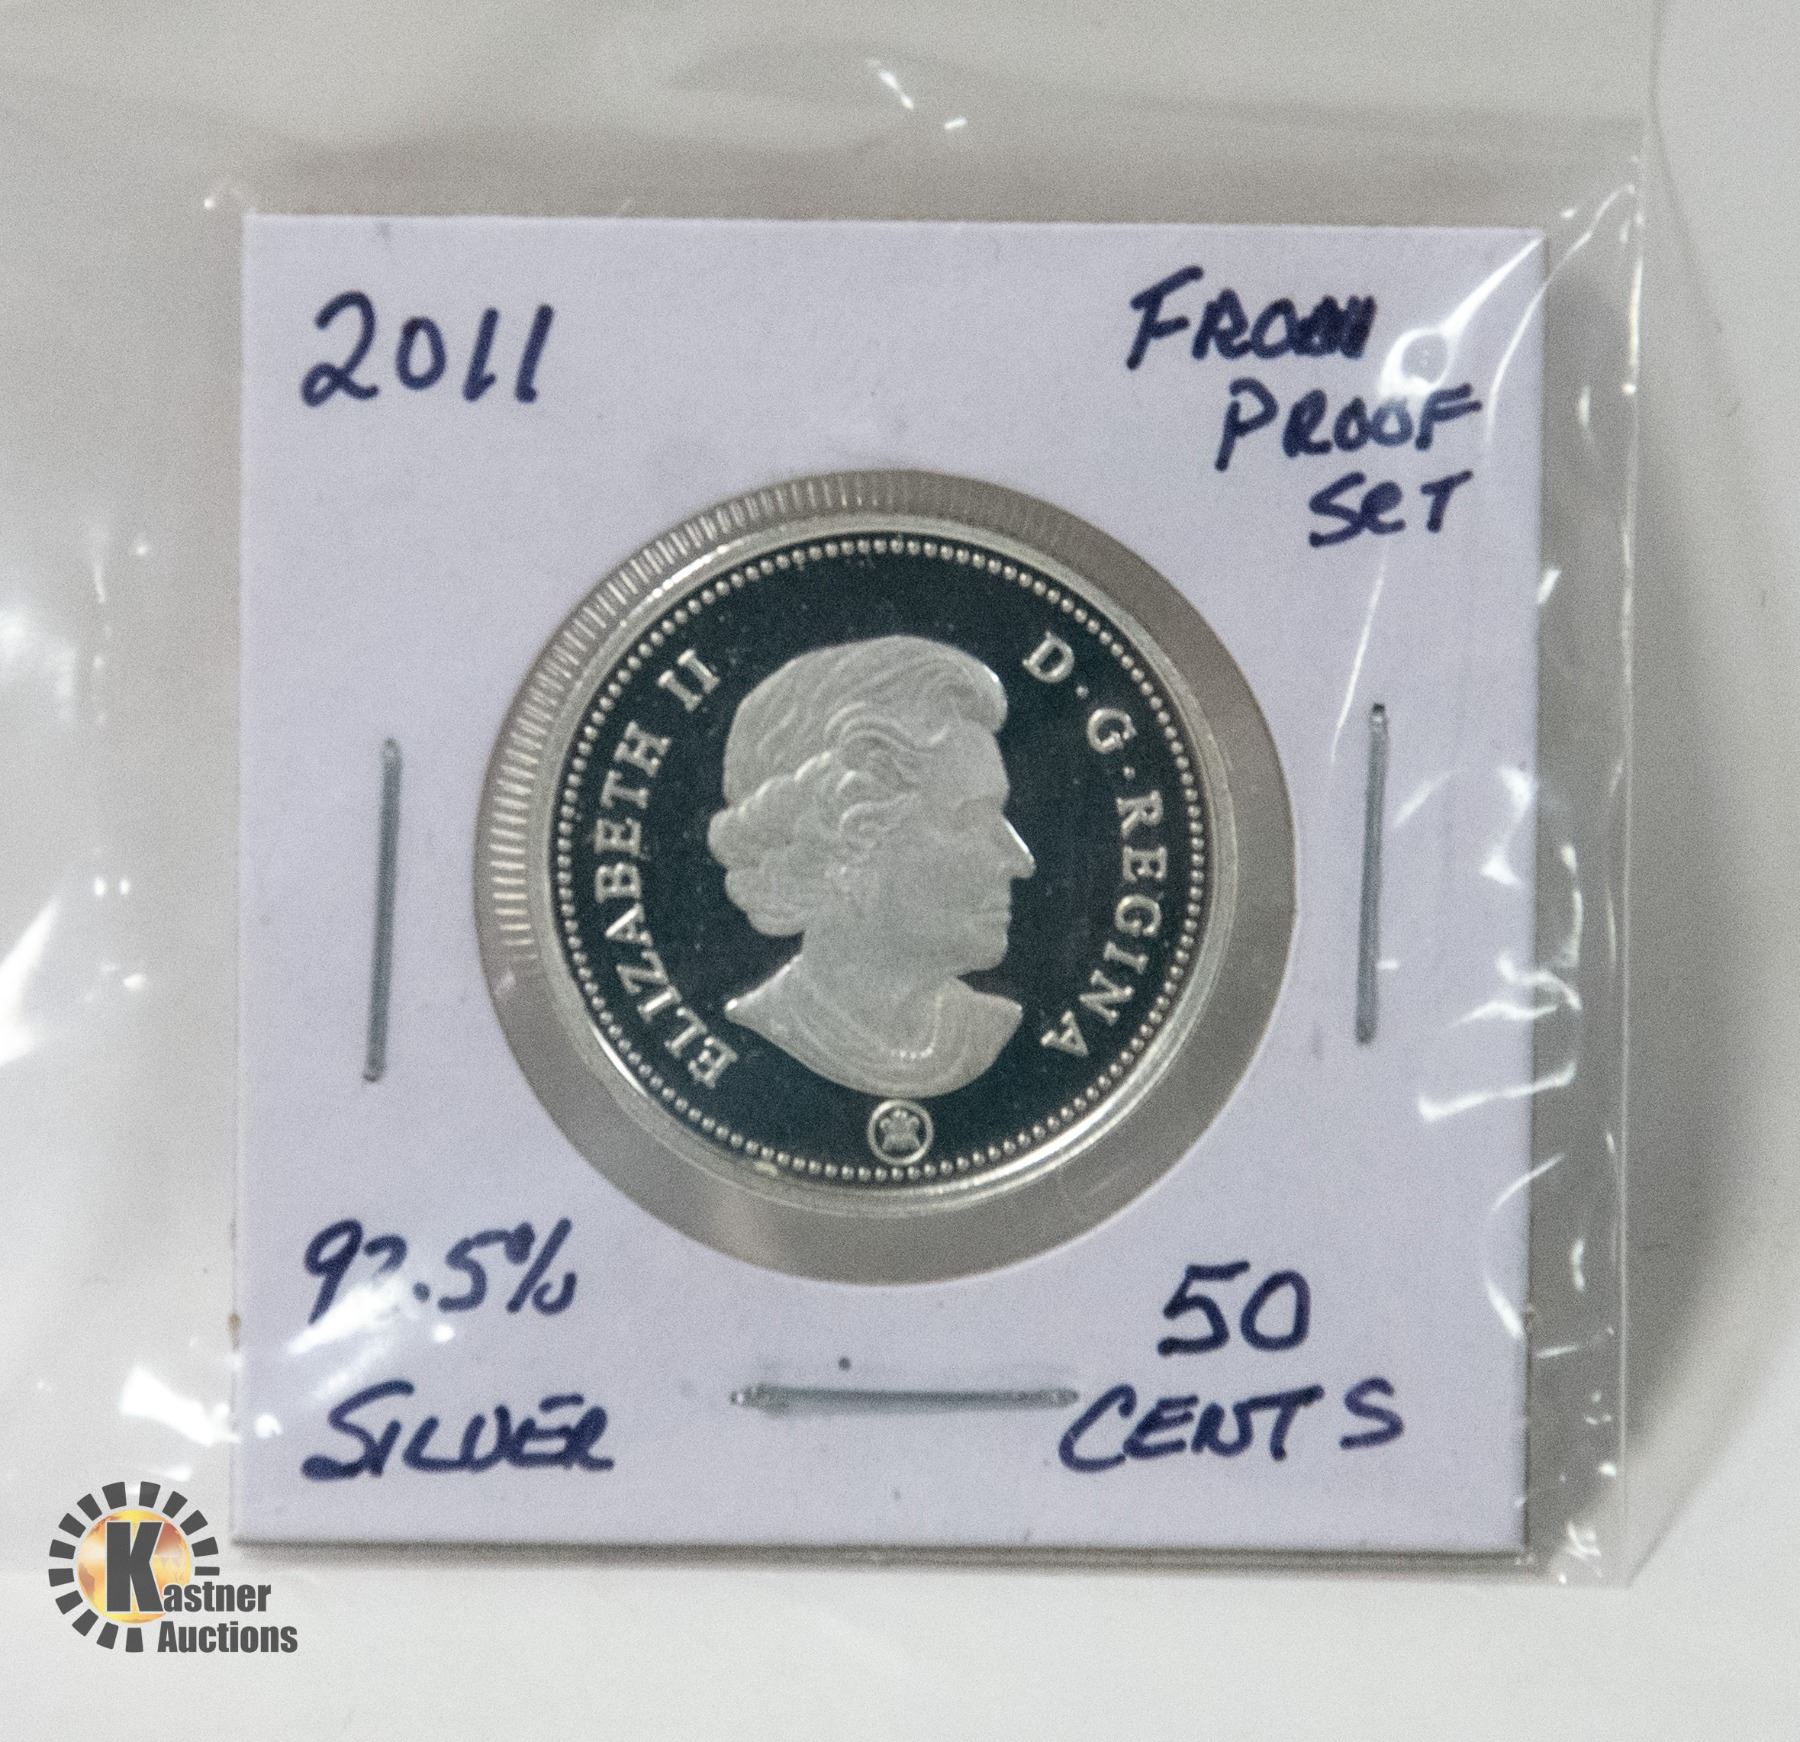 2011
FROM
PROOF
SET
ELIZABETH II D·G·REGINA
92.5%
SILVER
50
CENTS
Kastner
Auctions